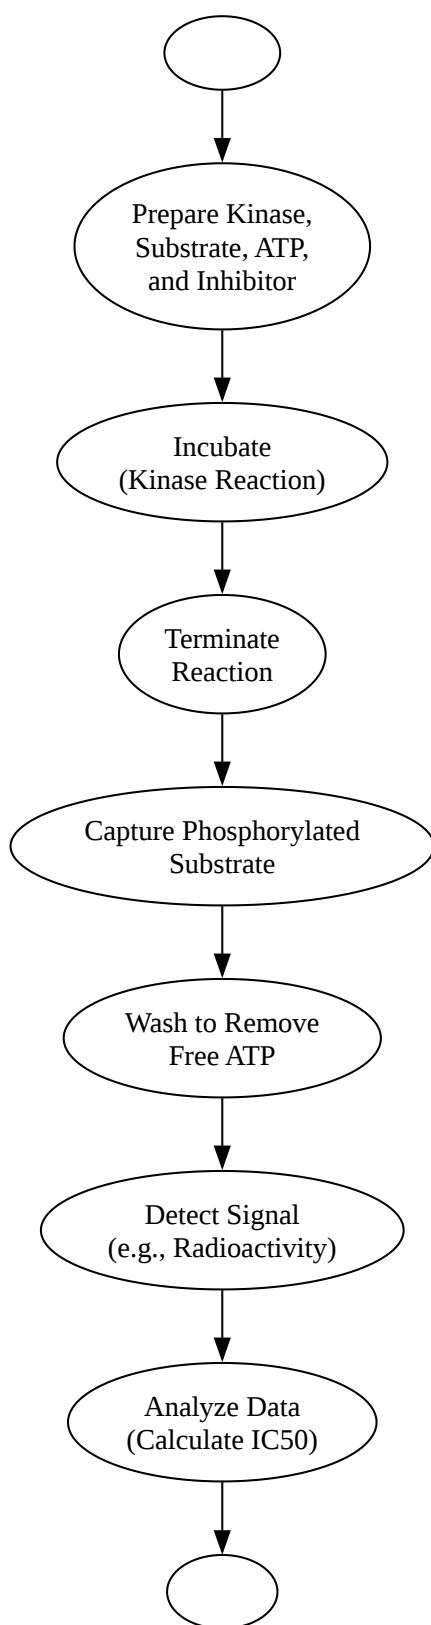 Prepare Kinase,
Substrate, ATP,
and Inhibitor
Incubate
(Kinase Reaction)
Terminate
Reaction
Capture Phosphorylated
Substrate
Wash to Remove
Free ATP
Detect Signal
(e.g., Radioactivity)
Analyze Data
(Calculate IC50)